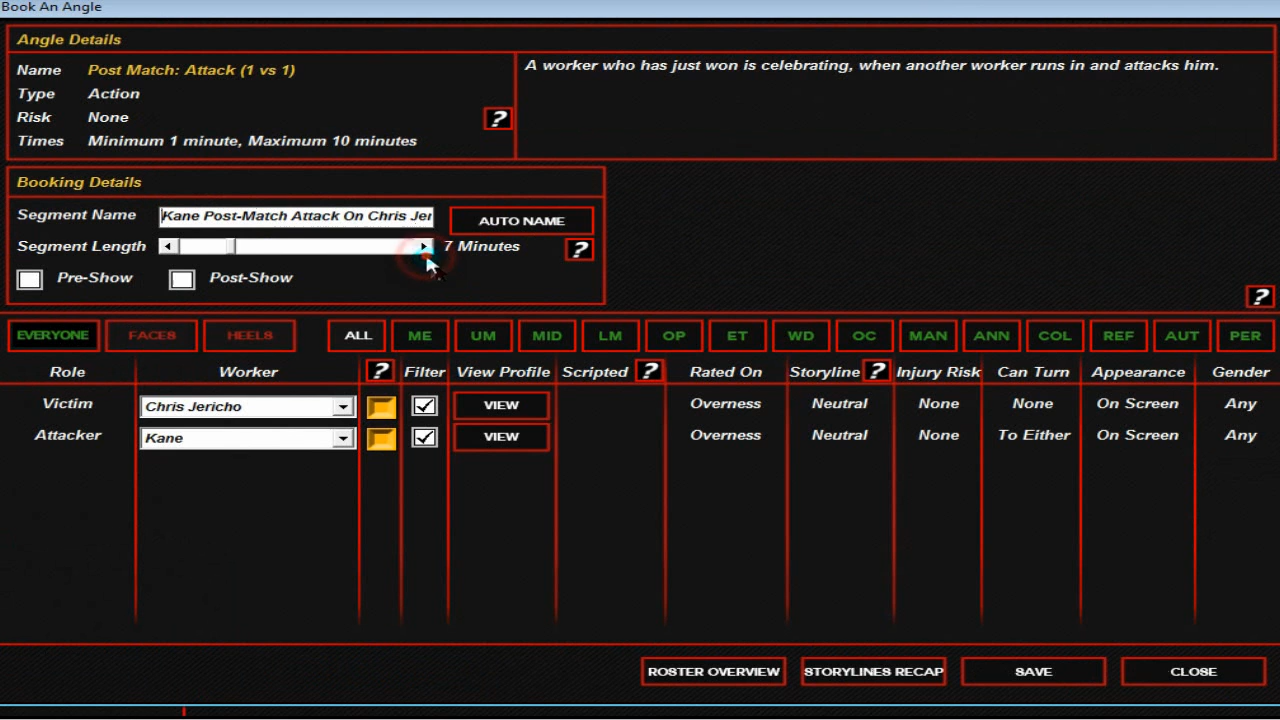 Book An Angle
Angle Details
Name Post Match: Attack (1 vs 1)
Type Action
Risk None
Times Minimum 1 minute, Maximum 10 minutes
?
A worker who has just won is celebrating, when another worker runs in and attacks him.
Booking Details
Segment Name Kane Post-Match Attack On Chris Jer AUTO NAME
Segment Length 7 Minutes ?
Pre-Show Post-Show
?
EVERYONE FACES HEELS ALL ME UM MID LM OP ET WD OC MAN ANN COL REF AUT PER
Role Worker ? Filter View Profile Scripted ? Rated On Storyline ? Injury Risk Can Turn Appearance Gender
Victim Chris Jericho VIEW Overness Neutral None None On Screen Any
Attacker Kane VIEW Overness Neutral None To Either On Screen Any
ROSTER OVERVIEW STORYLINES RECAP SAVE CLOSE